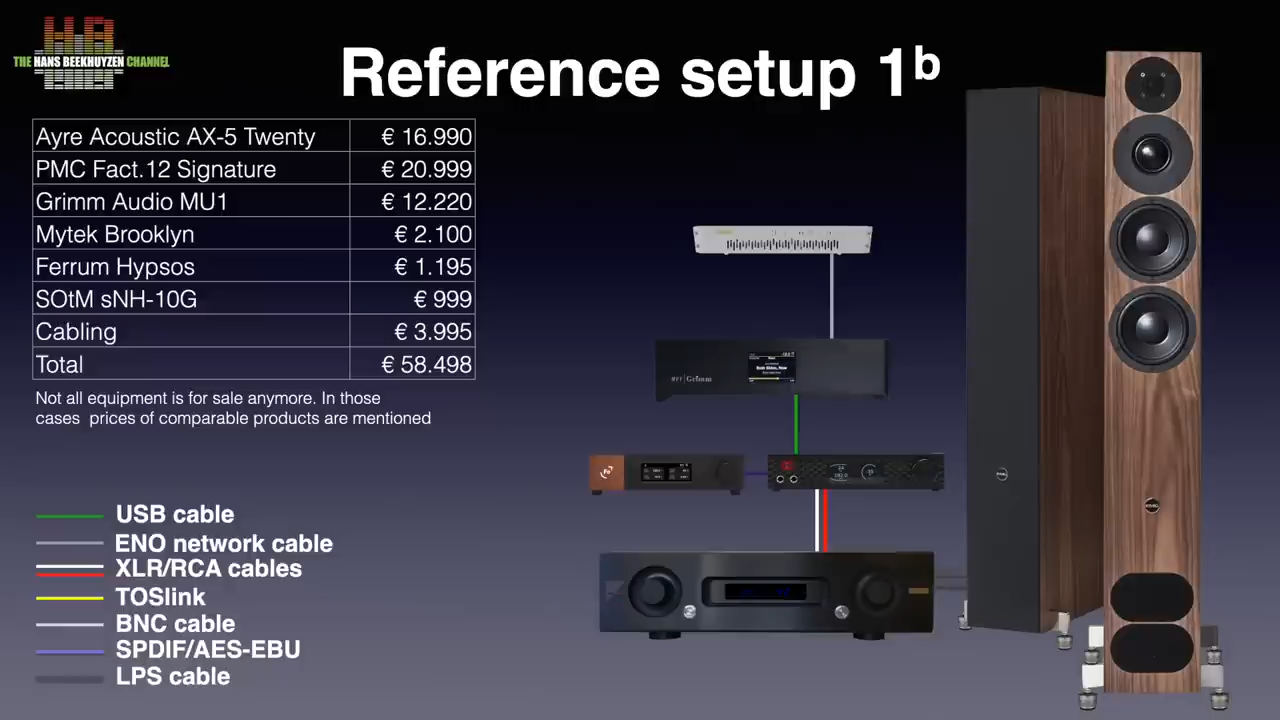 THE HANS BEEKHUYZEN CHANNEL
Reference setup 1b
Ayre Acoustic AX-5 Twenty € 16.990
PMC Fact.12 Signature € 20.999
Grimm Audio MU1 € 12.220
Mytek Brooklyn € 2.100
Ferrum Hypsos € 1.195
SOtM sNH-10G € 999
Cabling € 3.995
Total € 58.498
Not all equipment is for sale anymore. In those
cases prices of comparable products are mentioned
Grimm
USB cable
ENO network cable
XLR/RCA cables
TOSlink
BNC cable
SPDIF/AES-EBU
LPS cable